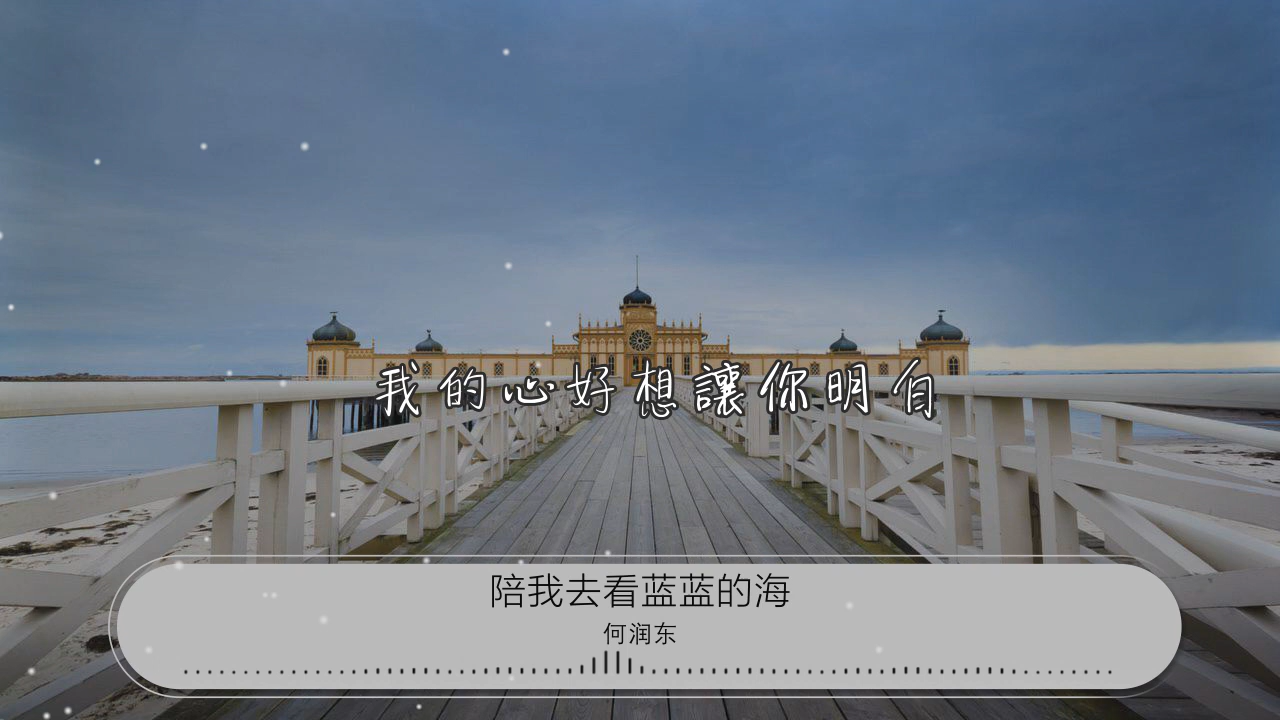 我的心好想讓你明白
陪我去看蓝蓝的海
何润东